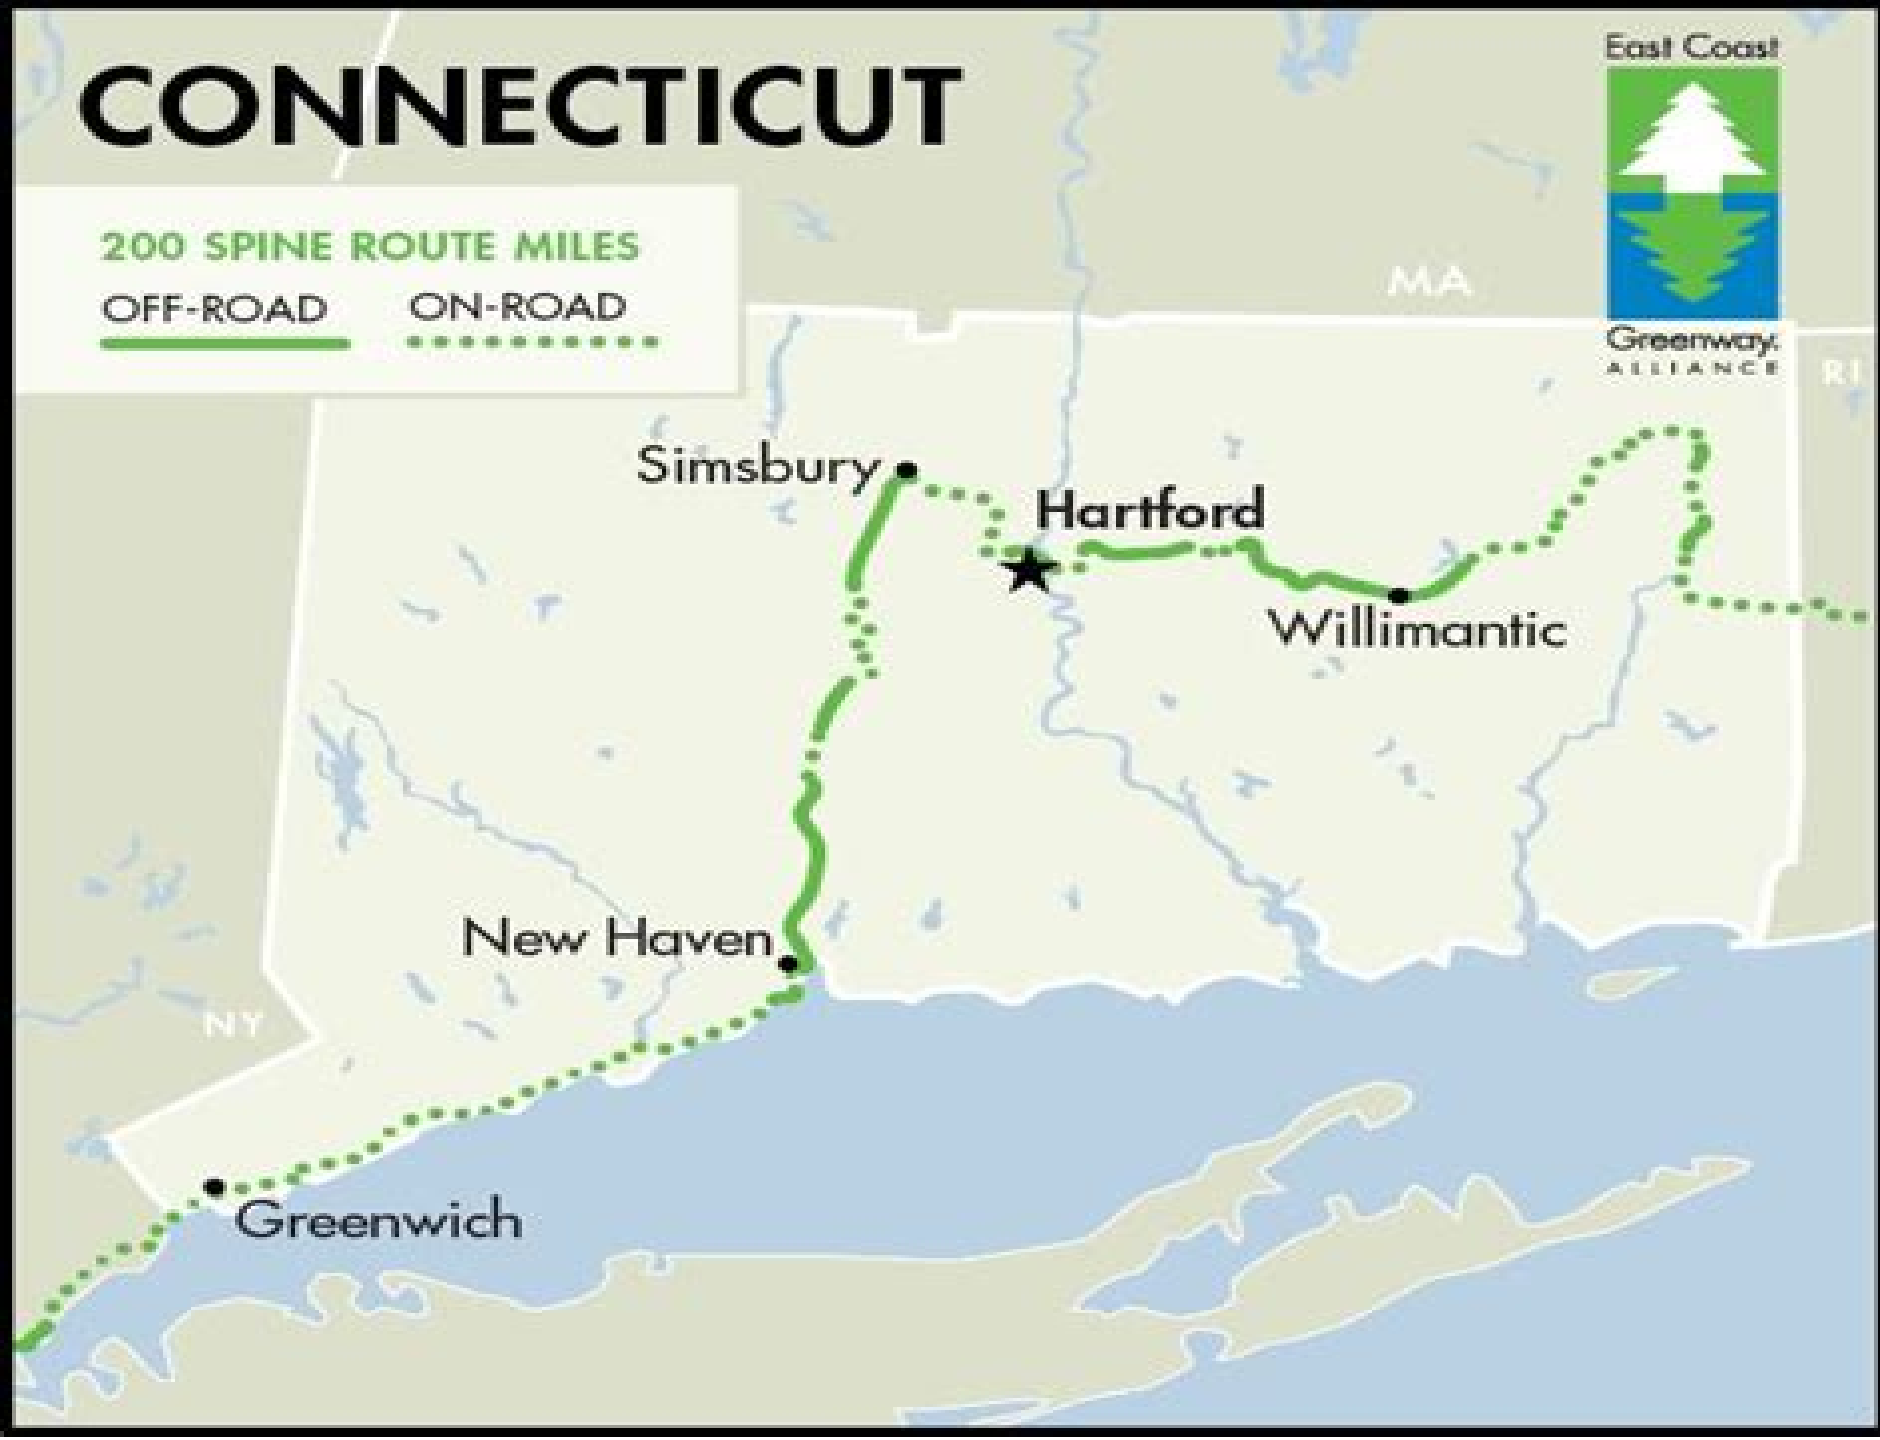 CONNECTICUT
East Coast
Greenway
ALLIANCE
200 SPINE ROUTE MILES
OFF-ROAD ON-ROAD
MA
RI
Simsbury
Hartford
Willimantic
New Haven
NY
Greenwich